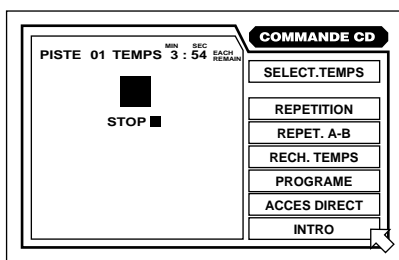 COMMANDE CD
PISTE 01 TEMPS MIN 3 : SEC 54 EACH REMAIN
STOP
SELECT.TEMPS
REPETITION
REPET. A-B
RECH. TEMPS
PROGRAME
ACCES DIRECT
INTRO